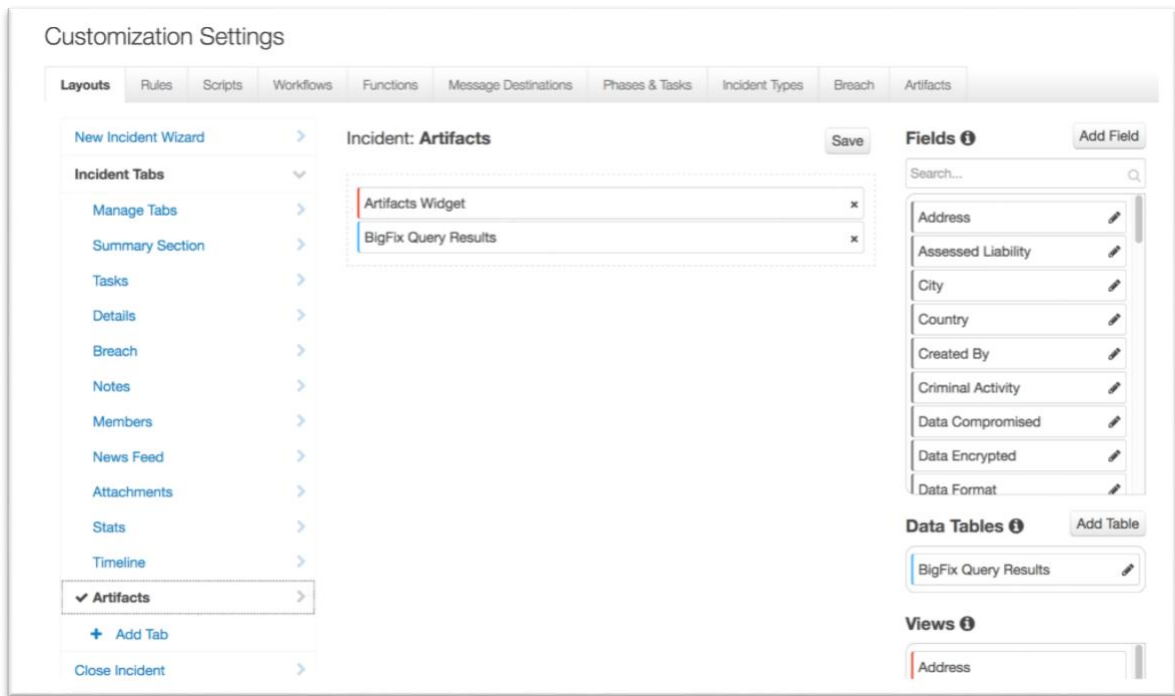 Customization Settings
Layouts Rules Scripts Workflows Functions Message Destinations Phases & Tasks Incident Types Breach Artifacts
New Incident Wizard
Incident Tabs
Manage Tabs
Summary Section
Tasks
Details
Breach
Notes
Members
News Feed
Attachments
Stats
Timeline
Artifacts
+ Add Tab
Close Incident
Incident: Artifacts
Save
Artifacts Widget
BigFix Query Results
Fields
Add Field
Search...
Address
Assessed Liability
City
Country
Created By
Criminal Activity
Data Compromised
Data Encrypted
Data Format
Data Tables
Add Table
BigFix Query Results
Views
Address